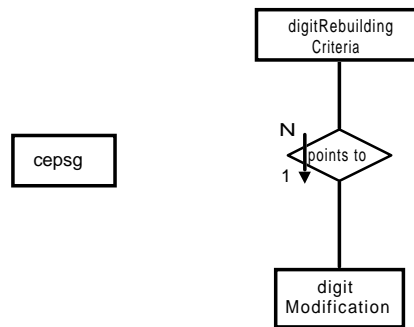 digitRebuilding
Criteria
N
points to
1
cepsg
digit
Modification